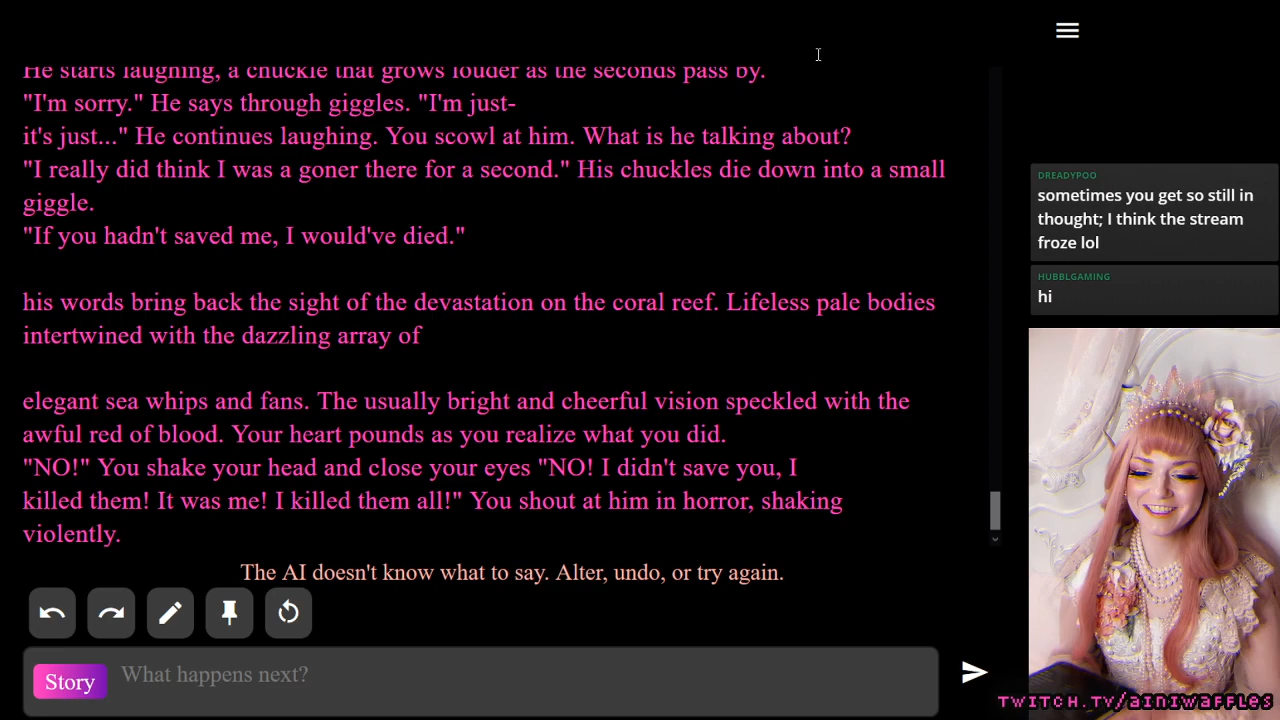 He starts laughing, a chuckle that grows louder as the seconds pass by.
"I'm sorry." He says through giggles. "I'm just-
it's just..." He continues laughing. You scowl at him. What is he talking about?
"I really did think I was a goner there for a second." His chuckles die down into a small
giggle.
"If you hadn't saved me, I would've died."
his words bring back the sight of the devastation on the coral reef. Lifeless pale bodies
intertwined with the dazzling array of
elegant sea whips and fans. The usually bright and cheerful vision speckled with the
awful red of blood. Your heart pounds as you realize what you did.
"NO!" You shake your head and close your eyes "NO! I didn't save you, I
killed them! It was me! I killed them all!" You shout at him in horror, shaking
violently.
The AI doesn't know what to say. Alter, undo, or try again.
Story
What happens next?
DREADYPOO
sometimes you get so still in
thought; I think the stream
froze lol
HUBBLGAMING
hi
TWITCH.TV/AINIWAFFLES